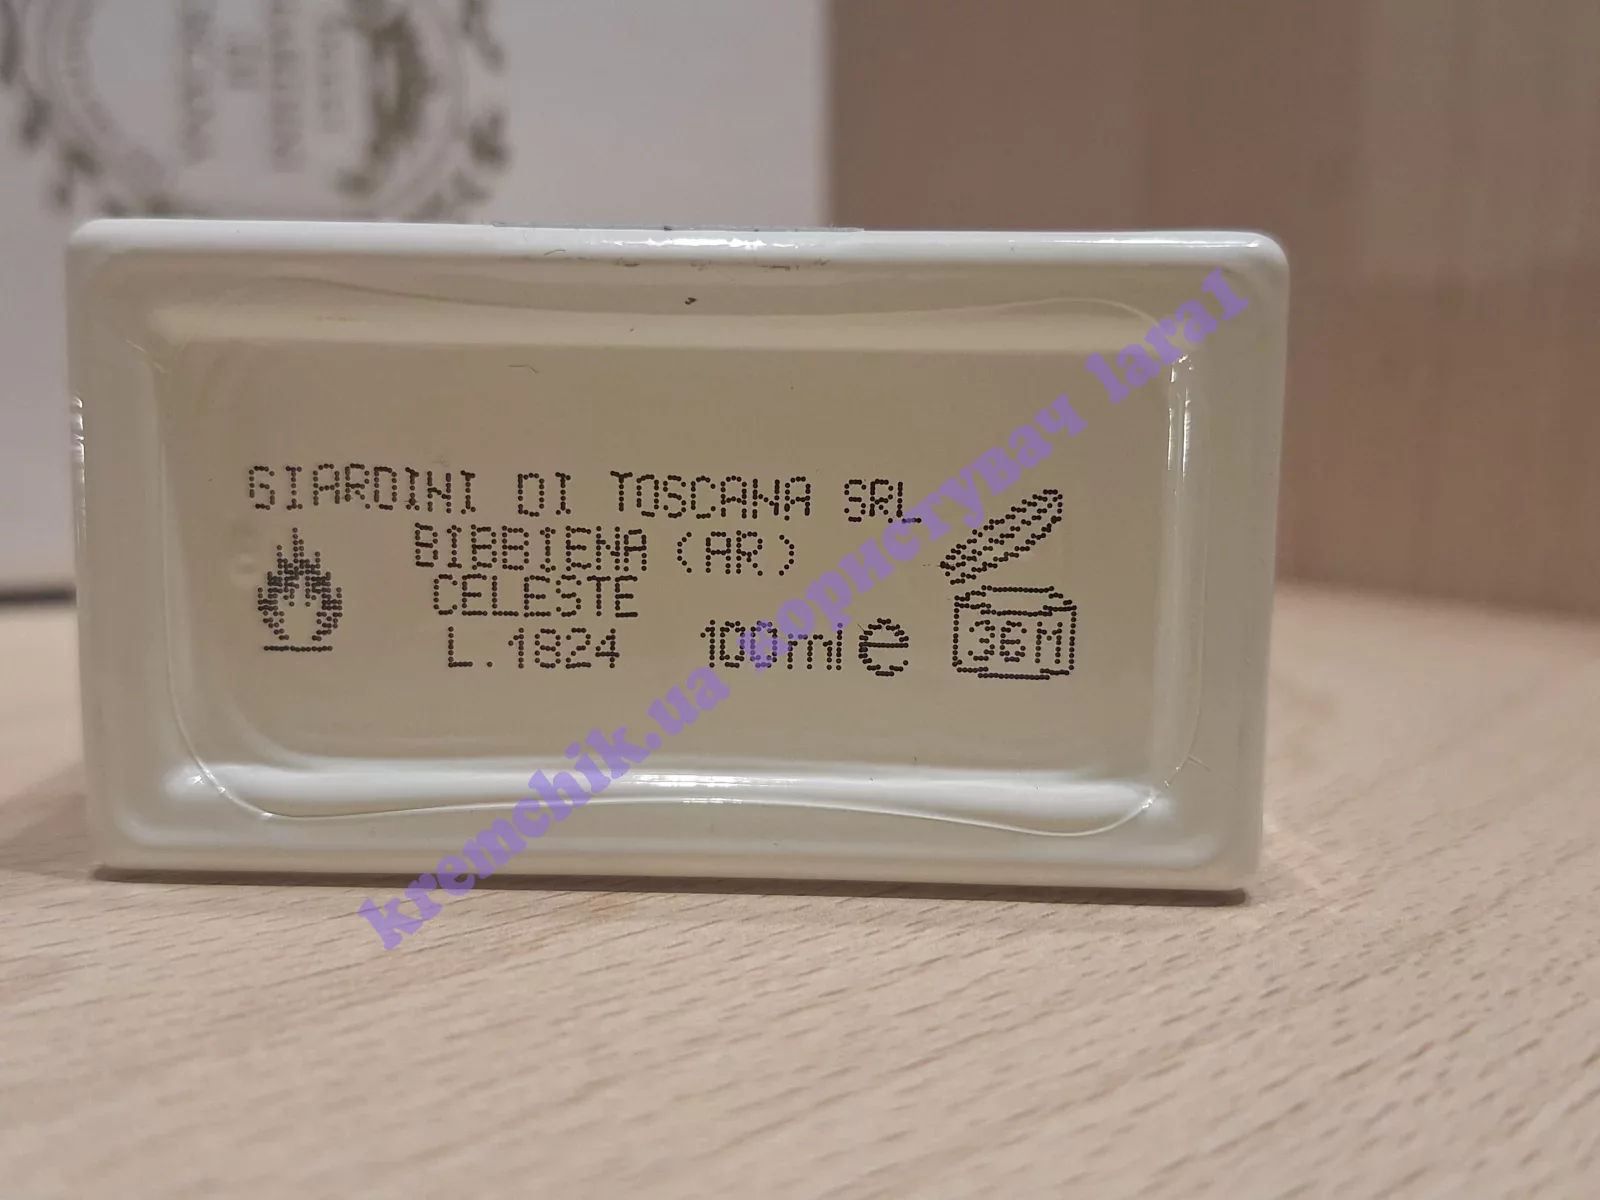 GIARDINI DI TOSCANA SRL
BIBBIENA (AR)
CELESTE
L.1824 100ml e
36M
kremchik.ua користувач lara1